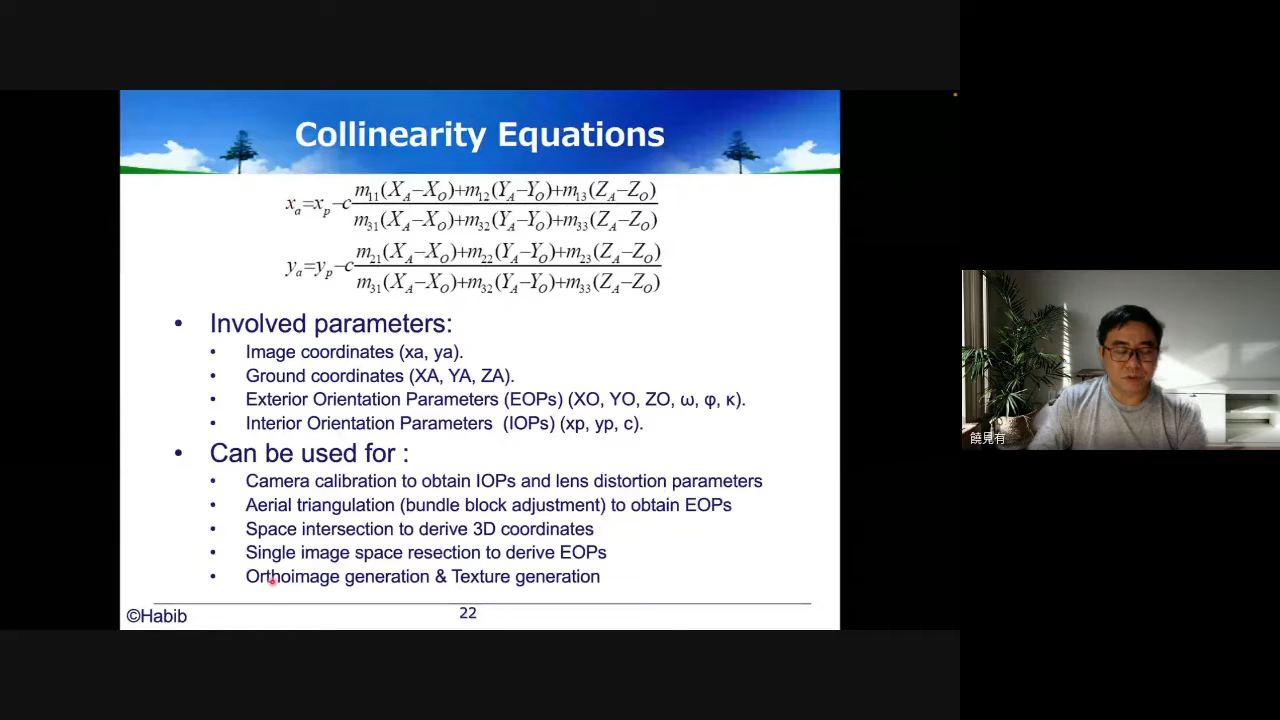 Collinearity Equations
xₐ=xₚ−c m₁₁(X_A−X_O)+m₁₂(Y_A−Y_O)+m₁₃(Z_A−Z_O)
m₃₁(X_A−X_O)+m₃₂(Y_A−Y_O)+m₃₃(Z_A−Z_O)
yₐ=yₚ−c m₂₁(X_A−X_O)+m₂₂(Y_A−Y_O)+m₂₃(Z_A−Z_O)
m₃₁(X_A−X_O)+m₃₂(Y_A−Y_O)+m₃₃(Z_A−Z_O)
• Involved parameters:
• Image coordinates (xa, ya).
• Ground coordinates (XA, YA, ZA).
• Exterior Orientation Parameters (EOPs) (XO, YO, ZO, ω, φ, κ).
• Interior Orientation Parameters (IOPs) (xp, yp, c).
• Can be used for :
• Camera calibration to obtain IOPs and lens distortion parameters
• Aerial triangulation (bundle block adjustment) to obtain EOPs
• Space intersection to derive 3D coordinates
• Single image space resection to derive EOPs
• Orthoimage generation & Texture generation
©Habib
22
饒見有